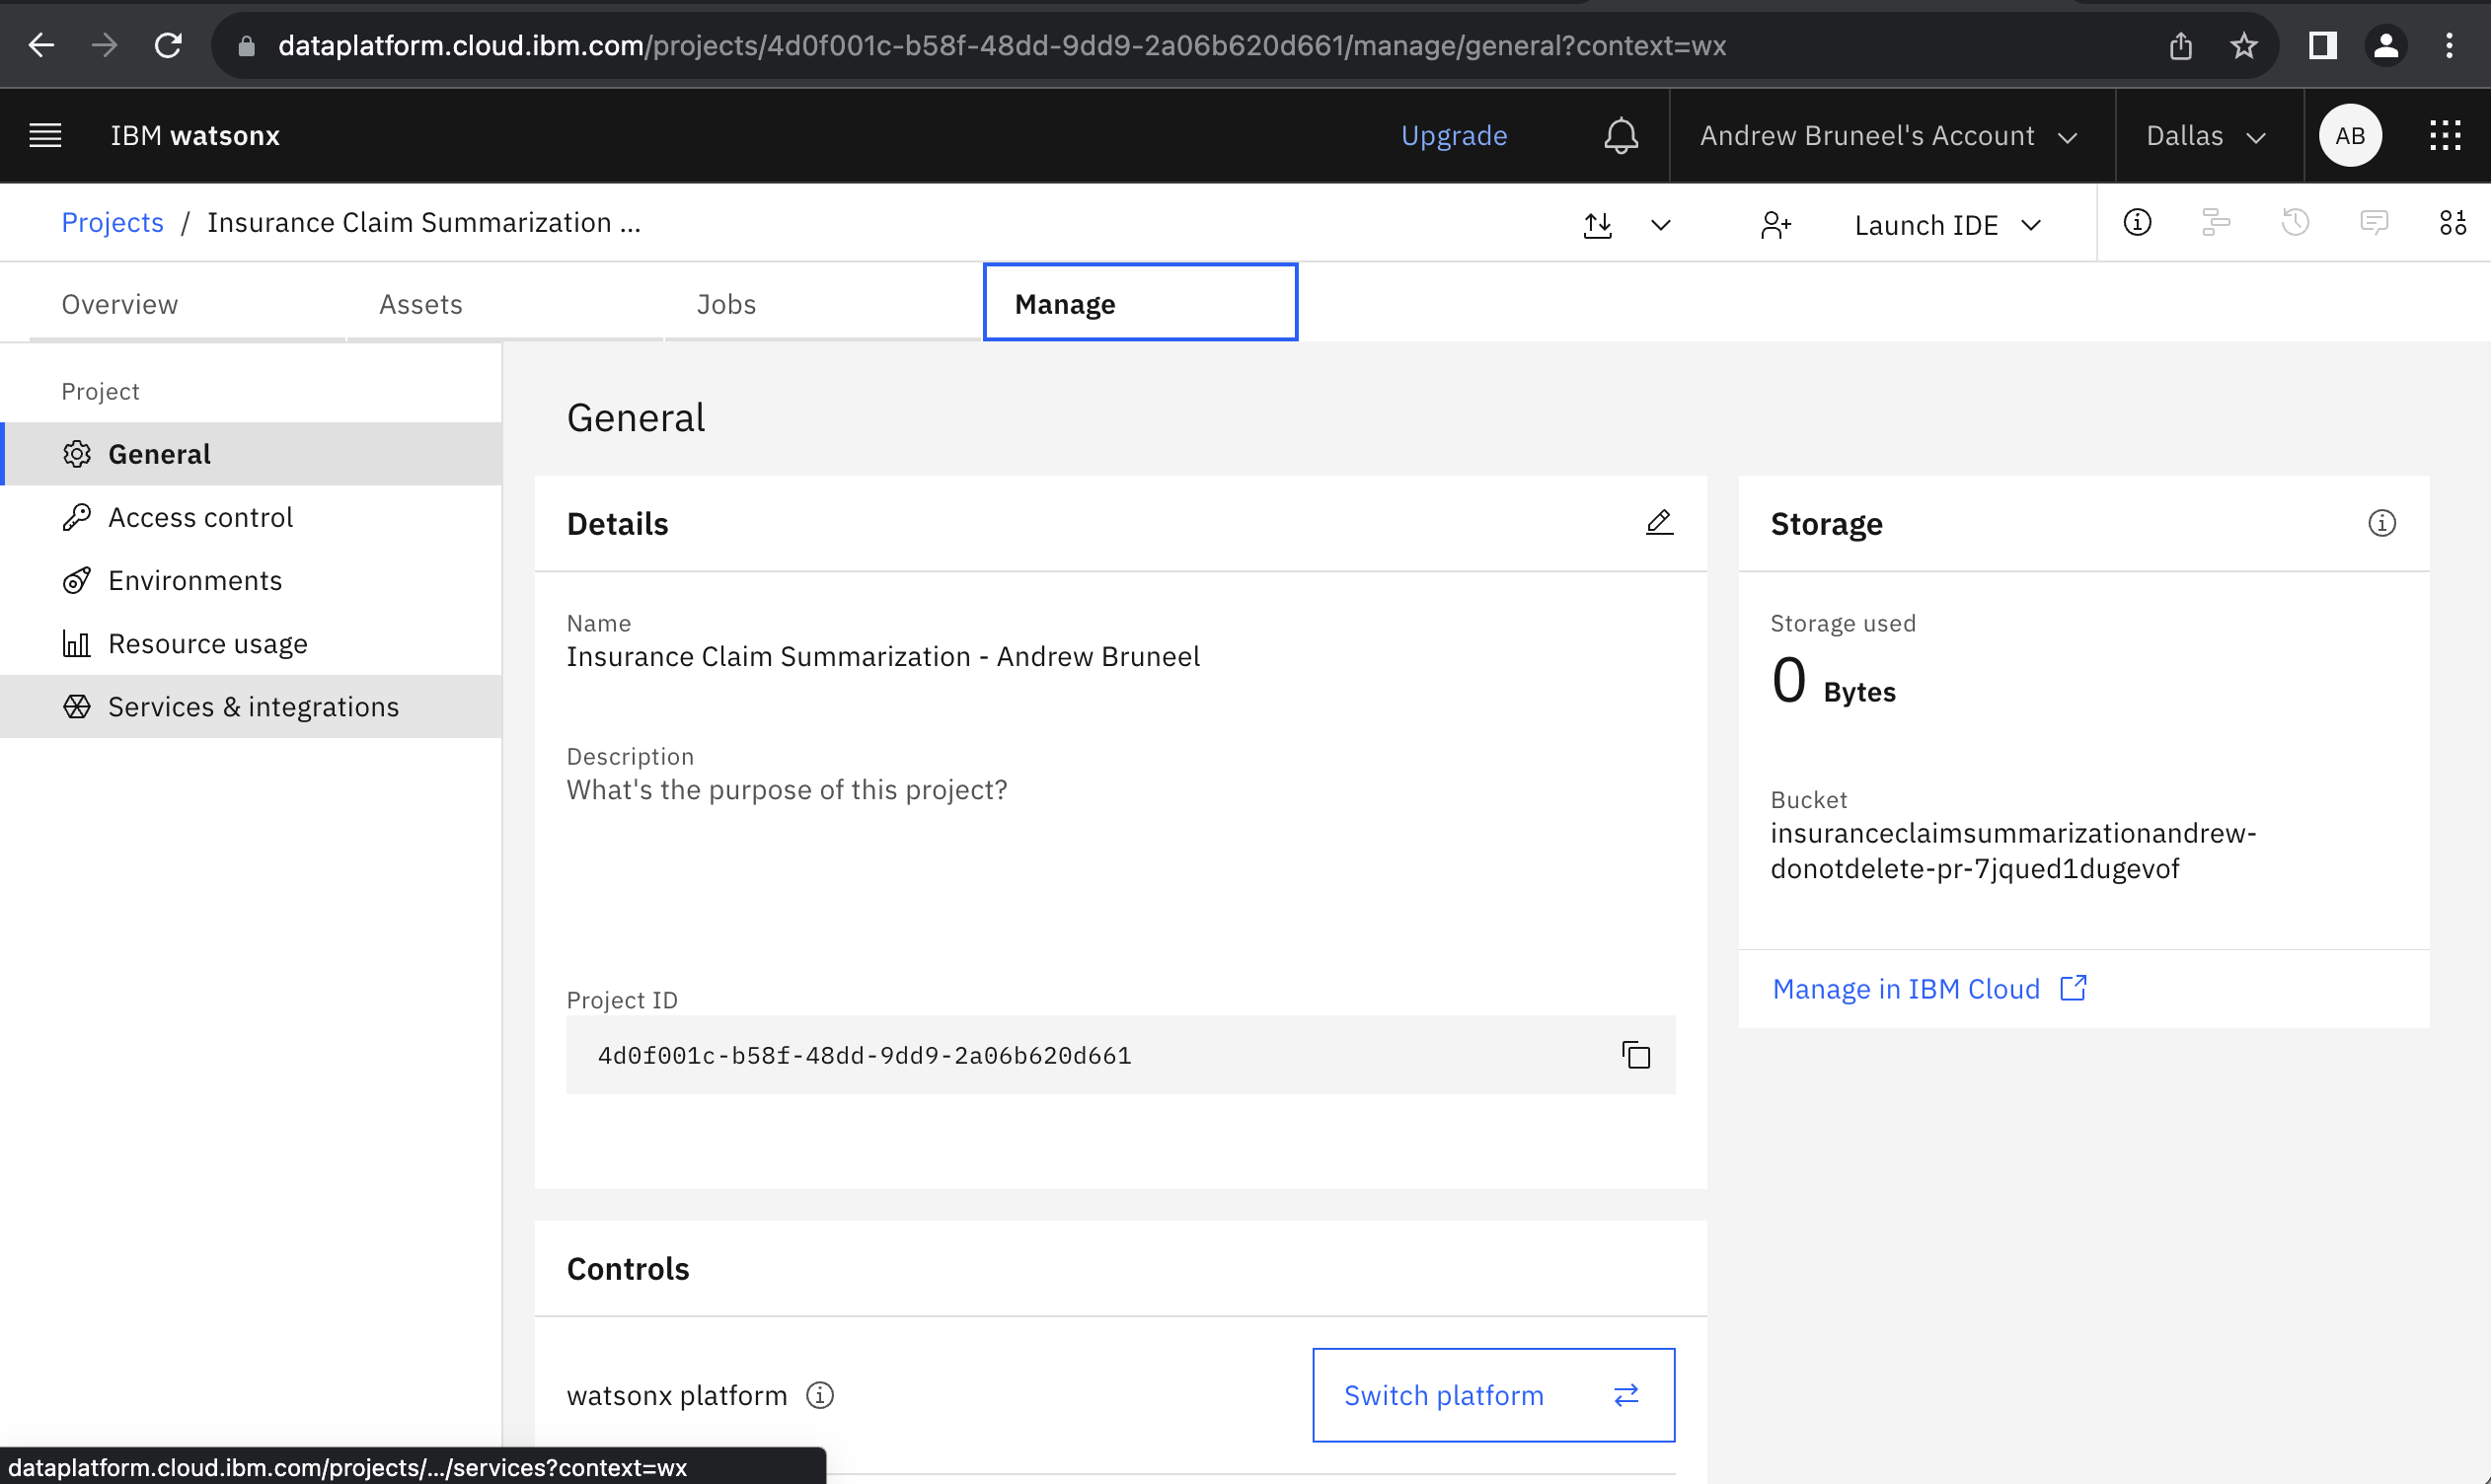 dataplatform.cloud.ibm.com/projects/4d0f001c-b58f-48dd-9dd9-2a06b620d661/manage/general?context=wx
IBM watsonx
Upgrade
Andrew Bruneel's Account
Dallas
AB
Projects / Insurance Claim Summarization ...
Launch IDE
Overview
Assets
Jobs
Manage
Project
General
Access control
Environments
Resource usage
Services & integrations
General
Details
Name
Insurance Claim Summarization - Andrew Bruneel
Description
What's the purpose of this project?
Project ID
4d0f001c-b58f-48dd-9dd9-2a06b620d661
Storage
Storage used
0 Bytes
Bucket
insuranceclaimsummarizationandrew-
donotdelete-pr-7jqued1dugevof
Manage in IBM Cloud
Controls
watsonx platform
Switch platform
dataplatform.cloud.ibm.com/projects/.../services?context=wx